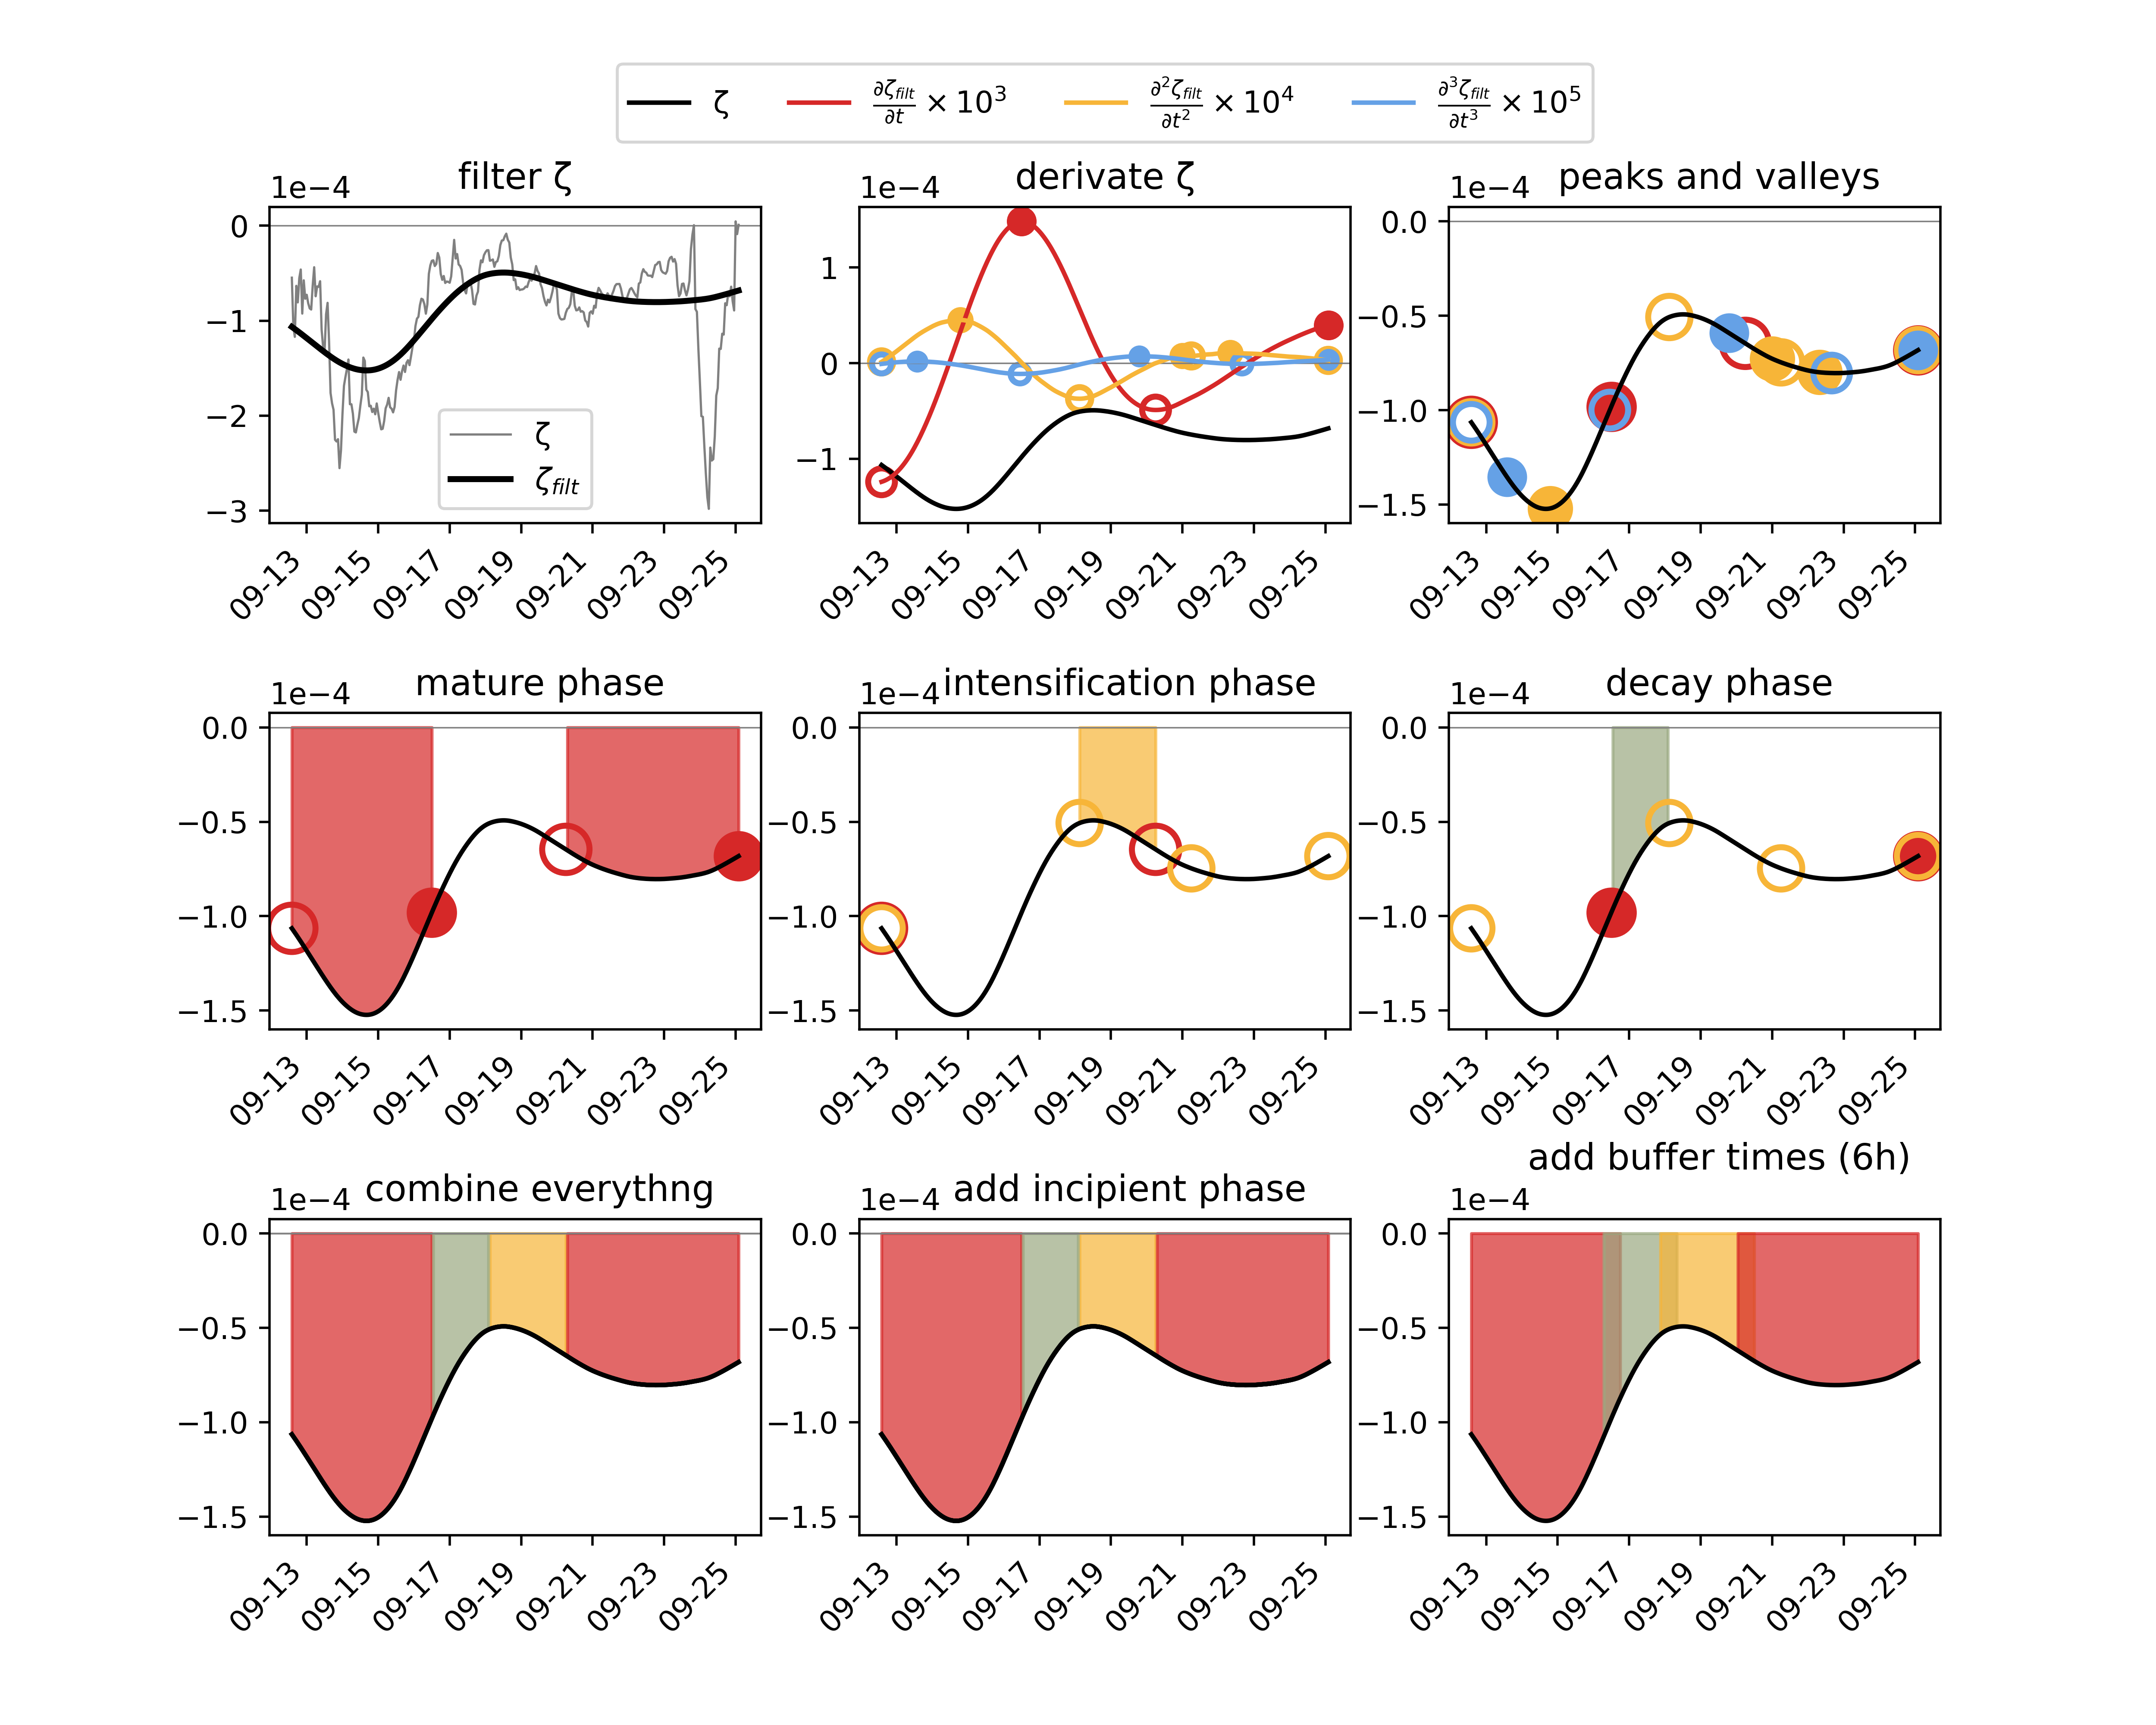 ζ ∂ζ_filt/∂t × 10³ ∂²ζ_filt/∂t² × 10⁴ ∂³ζ_filt/∂t³ × 10⁵
filter ζ
1e−4
0
−1
−2
−3
ζ
ζ_filt
09-13 09-15 09-17 09-19 09-21 09-23 09-25
derivate ζ
1e−4
1
0
−1
09-13 09-15 09-17 09-19 09-21 09-23 09-25
peaks and valleys
1e−4
0.0
−0.5
−1.0
−1.5
09-13 09-15 09-17 09-19 09-21 09-23 09-25
mature phase
1e−4
0.0
−0.5
−1.0
−1.5
09-13 09-15 09-17 09-19 09-21 09-23 09-25
intensification phase
1e−4
0.0
−0.5
−1.0
−1.5
09-13 09-15 09-17 09-19 09-21 09-23 09-25
decay phase
1e−4
0.0
−0.5
−1.0
−1.5
09-13 09-15 09-17 09-19 09-21 09-23 09-25
combine everythng
1e−4
0.0
−0.5
−1.0
−1.5
09-13 09-15 09-17 09-19 09-21 09-23 09-25
add incipient phase
1e−4
0.0
−0.5
−1.0
−1.5
09-13 09-15 09-17 09-19 09-21 09-23 09-25
add buffer times (6h)
1e−4
0.0
−0.5
−1.0
−1.5
09-13 09-15 09-17 09-19 09-21 09-23 09-25